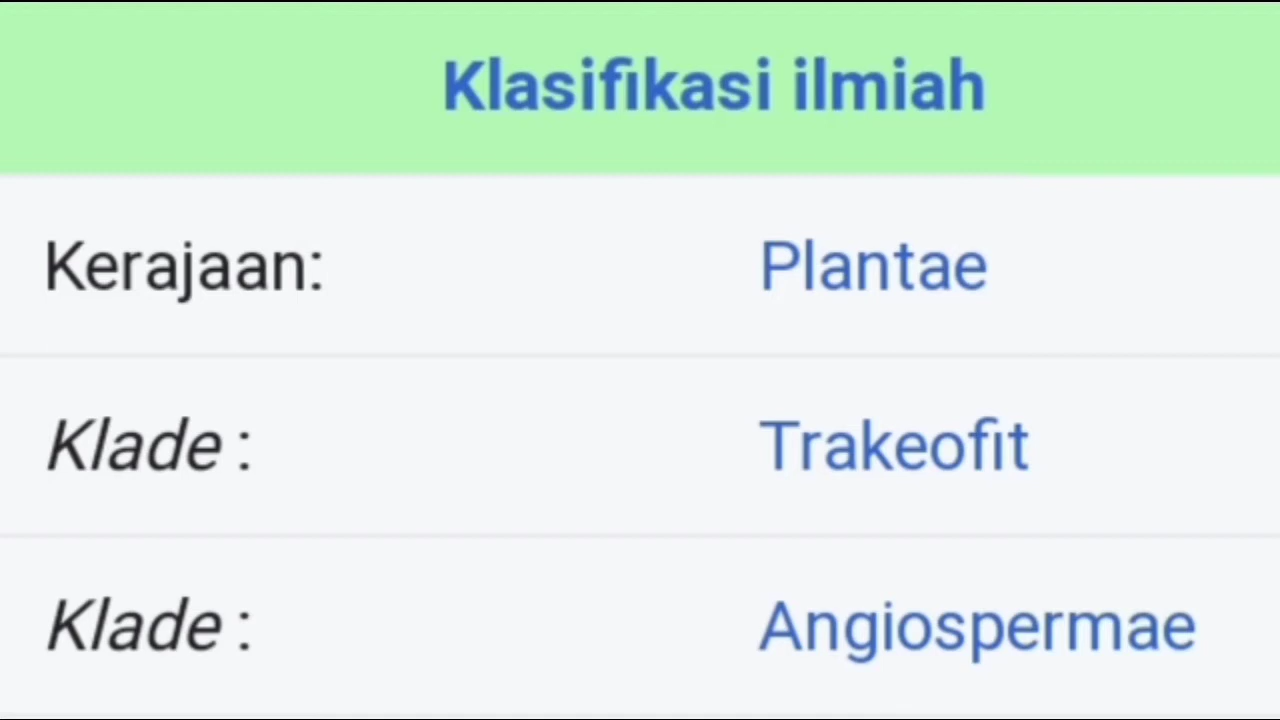 Klasifikasi ilmiah
Kerajaan: Plantae
Klade : Trakeofit
Klade : Angiospermae